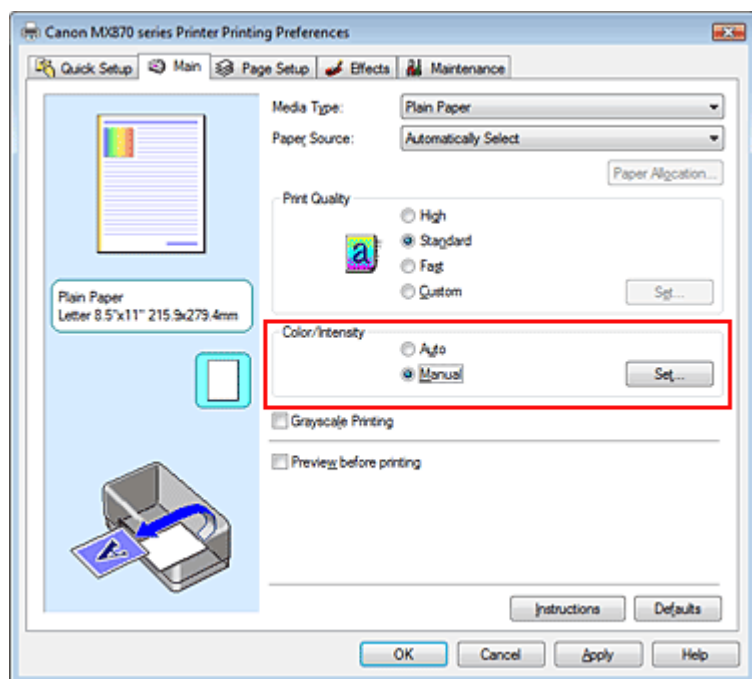 Canon MX870 series Printer Printing Preferences
Quick Setup Main Page Setup Effects Maintenance
Media Type: Plain Paper
Paper Source: Automatically Select
Paper Allocation...
Print Quality
High
a Standard
Fast
Custom Set...
Plain Paper
Letter 8.5"x11" 215.9x279.4mm
Color/Intensity
Auto
Manual Set...
Grayscale Printing
Preview before printing
A
Instructions Defaults
OK Cancel Apply Help